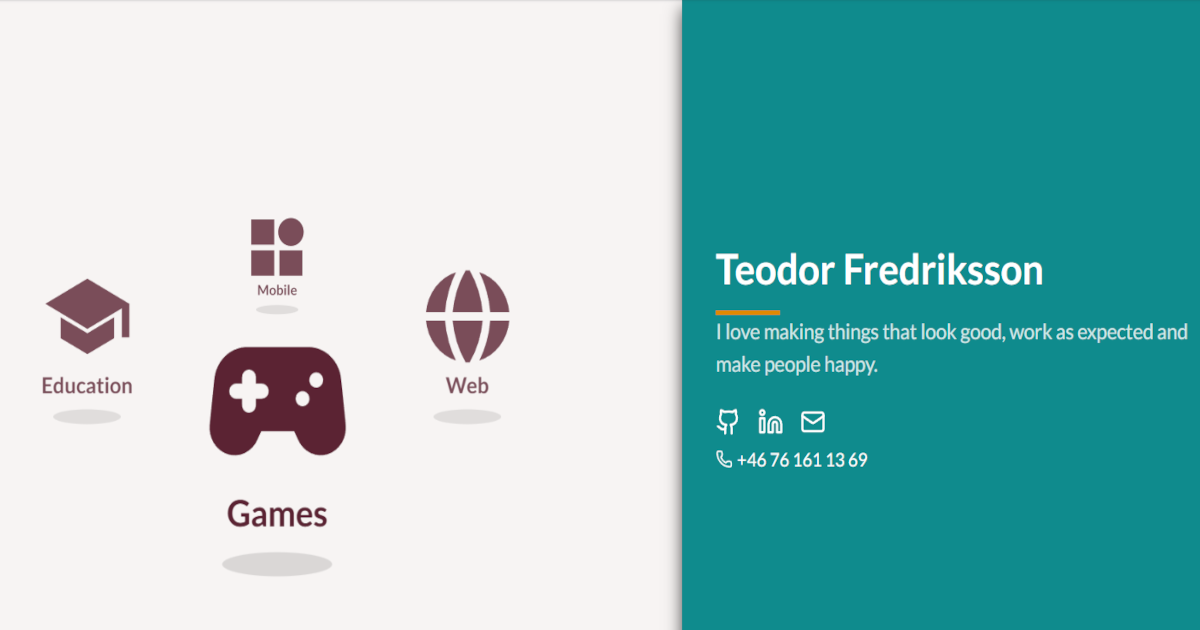 Mobile
Education
Web
Games
Teodor Fredriksson
I love making things that look good, work as expected and
make people happy.
+46 76 161 13 69